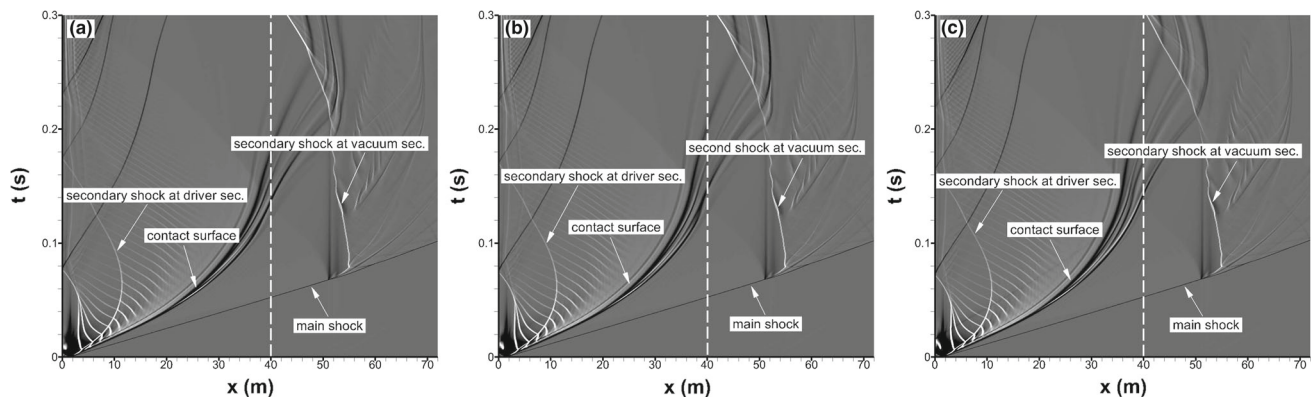 (a)
0.3
0.2
0.1
0
t (s)
secondary shock at vacuum sec.
secondary shock at driver sec.
contact surface
main shock
0 10 20 30 40 50 60 70
x (m)
(b)
0.3
0.2
0.1
0
t (s)
second shock at vacuum sec.
secondary shock at driver sec.
contact surface
main shock
0 10 20 30 40 50 60 70
x (m)
(c)
0.3
0.2
0.1
0
t (s)
secondary shock at vacuum sec.
secondary shock at driver sec.
contact surface
main shock
0 10 20 30 40 50 60 70
x (m)